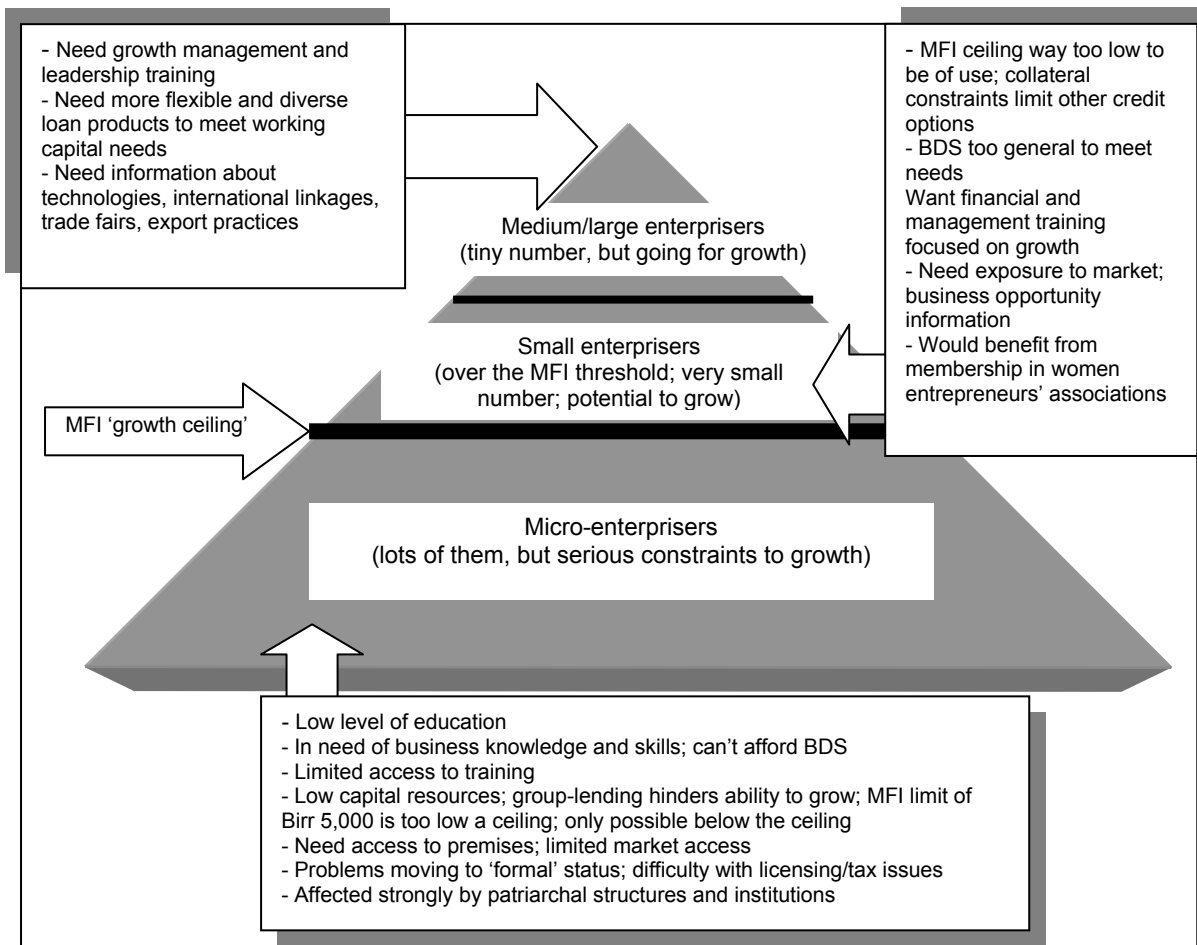 - Need growth management and
leadership training
- Need more flexible and diverse
loan products to meet working
capital needs
- Need information about
technologies, international linkages,
trade fairs, export practices
- MFI ceiling way too low to
be of use; collateral
constraints limit other credit
options
- BDS too general to meet
needs
Want financial and
management training
focused on growth
- Need exposure to market;
business opportunity
information
- Would benefit from
membership in women
entrepreneurs’ associations
Medium/large enterprisers
(tiny number, but going for growth)
Small enterprisers
(over the MFI threshold; very small
number; potential to grow)
MFI ‘growth ceiling’
Micro-enterprisers
(lots of them, but serious constraints to growth)
- Low level of education
- In need of business knowledge and skills; can’t afford BDS
- Limited access to training
- Low capital resources; group-lending hinders ability to grow; MFI limit of
Birr 5,000 is too low a ceiling; only possible below the ceiling
- Need access to premises; limited market access
- Problems moving to ‘formal’ status; difficulty with licensing/tax issues
- Affected strongly by patriarchal structures and institutions